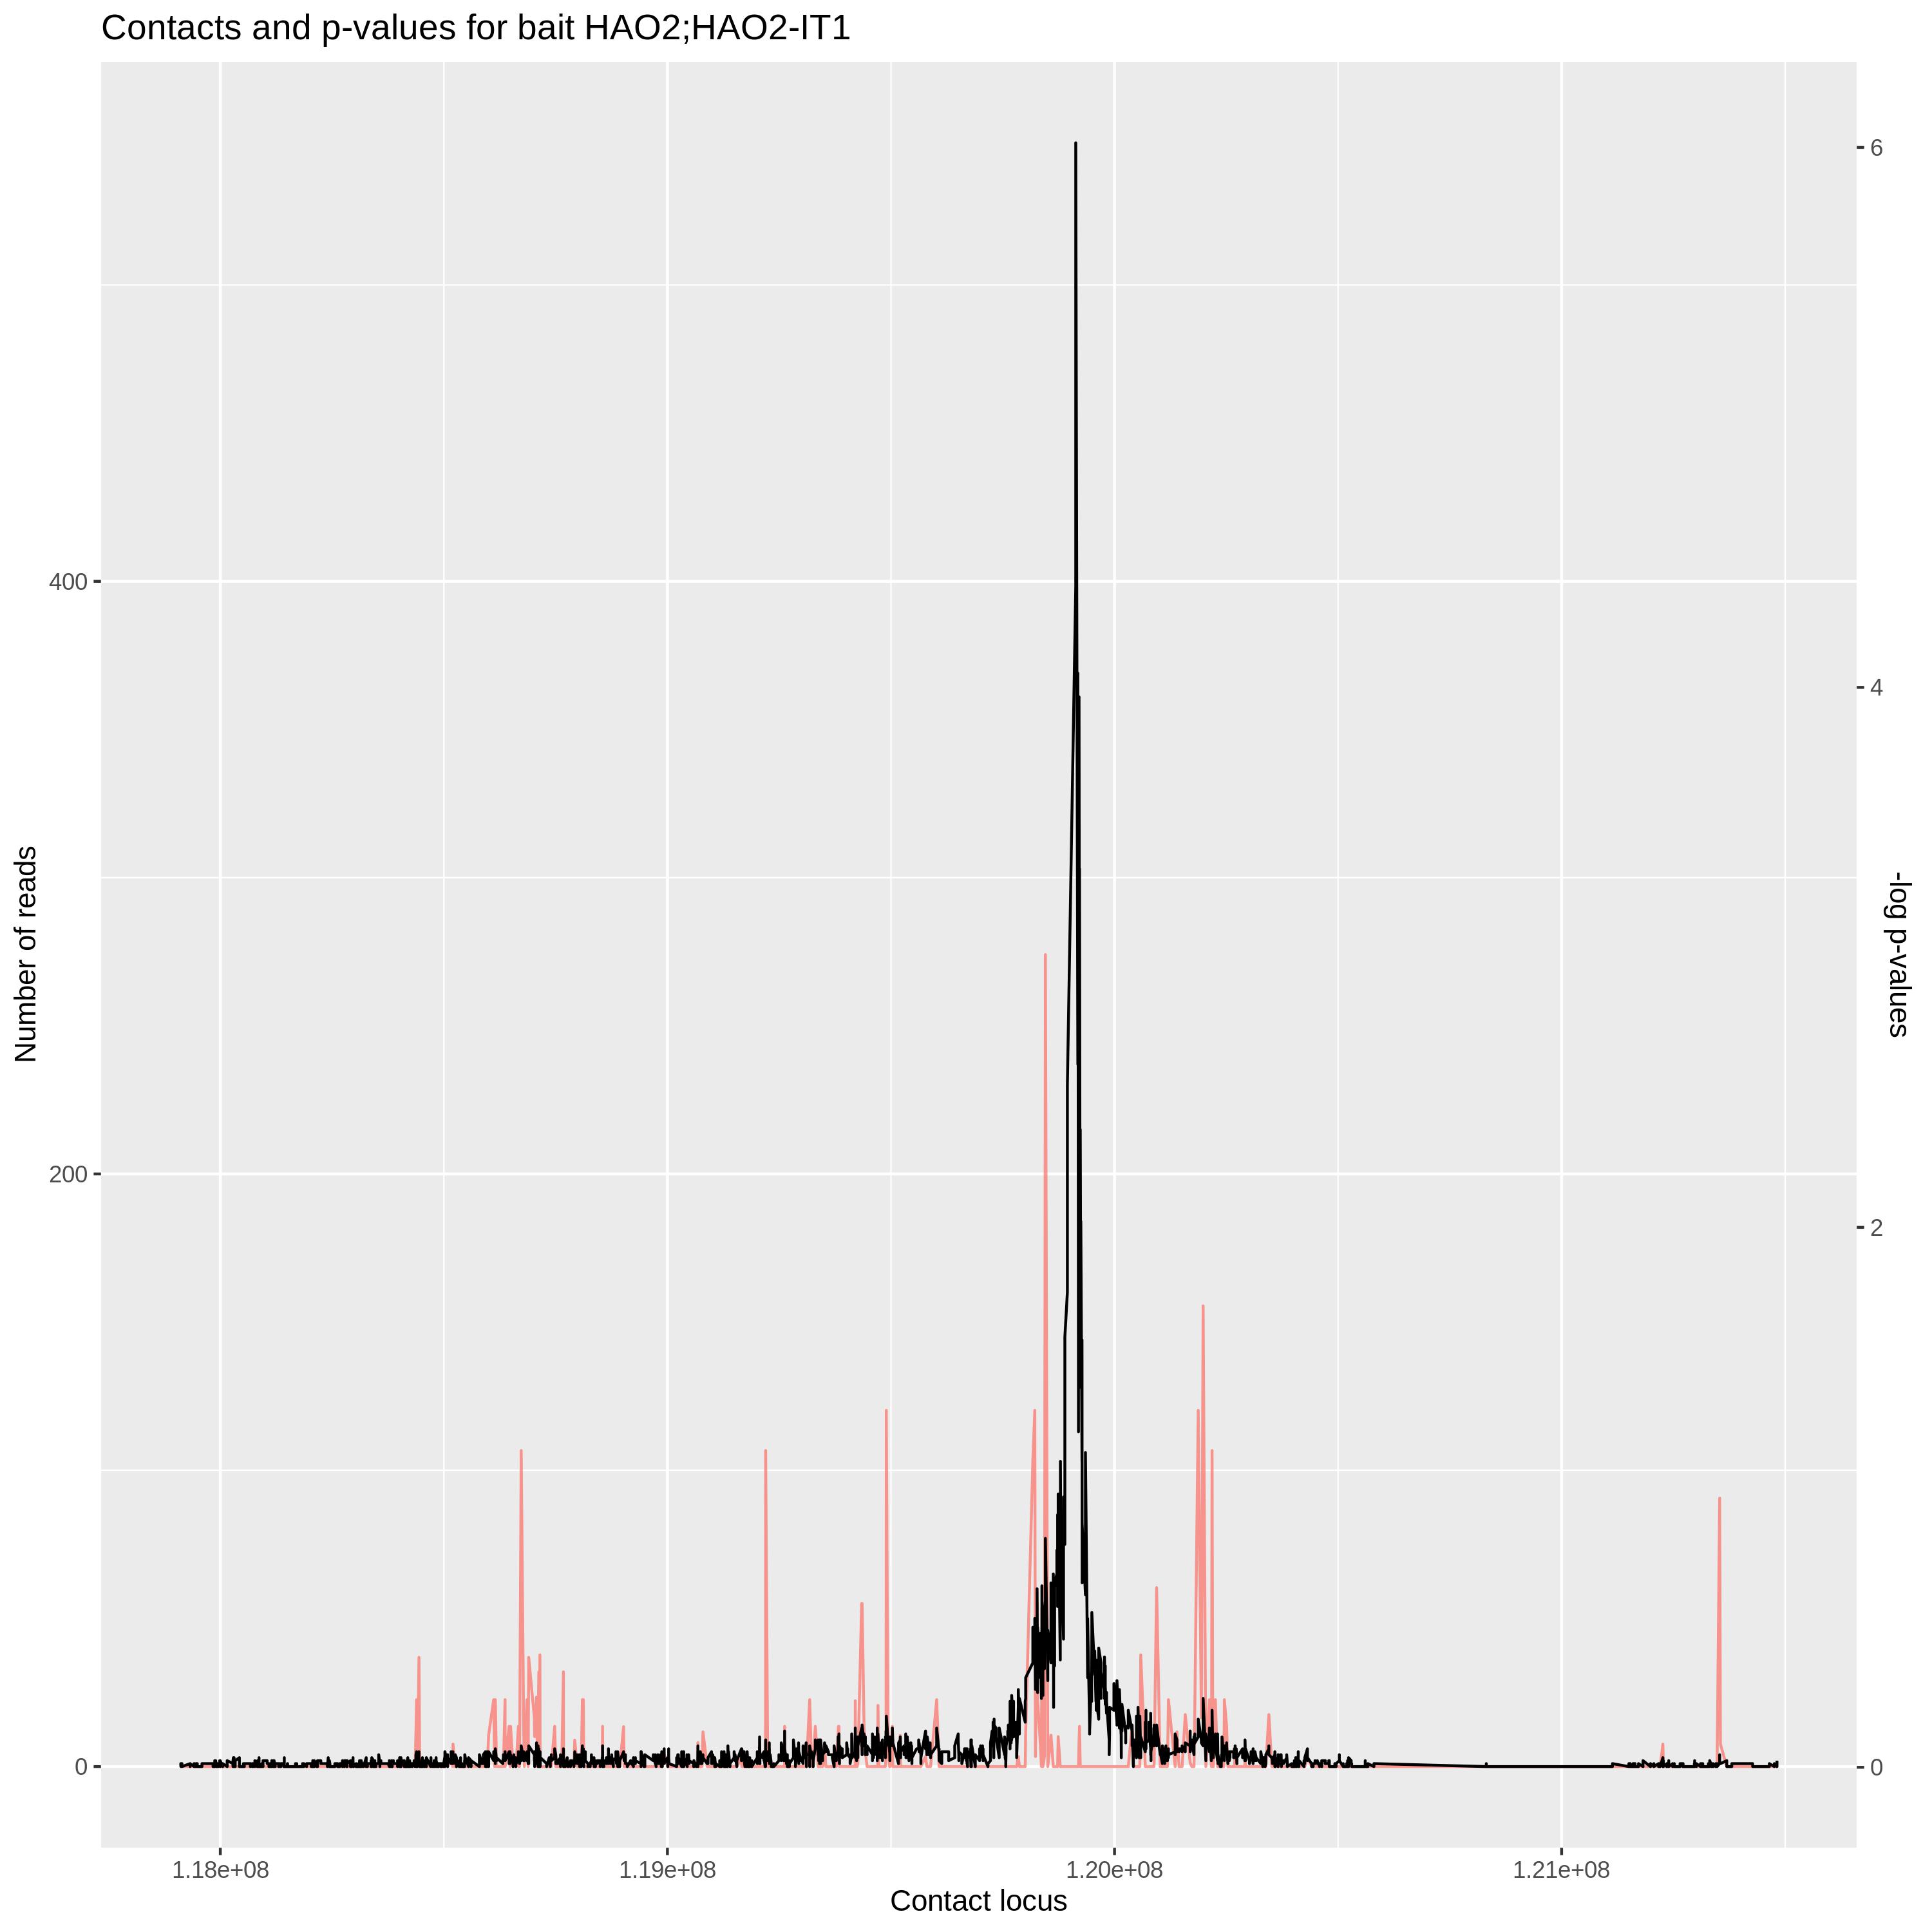 Contacts and p-values for bait HAO2;HAO2-IT1
6
400
4
Number of reads
-log p-values
200
2
0
0
1.18e+08
1.19e+08
1.20e+08
1.21e+08
Contact locus